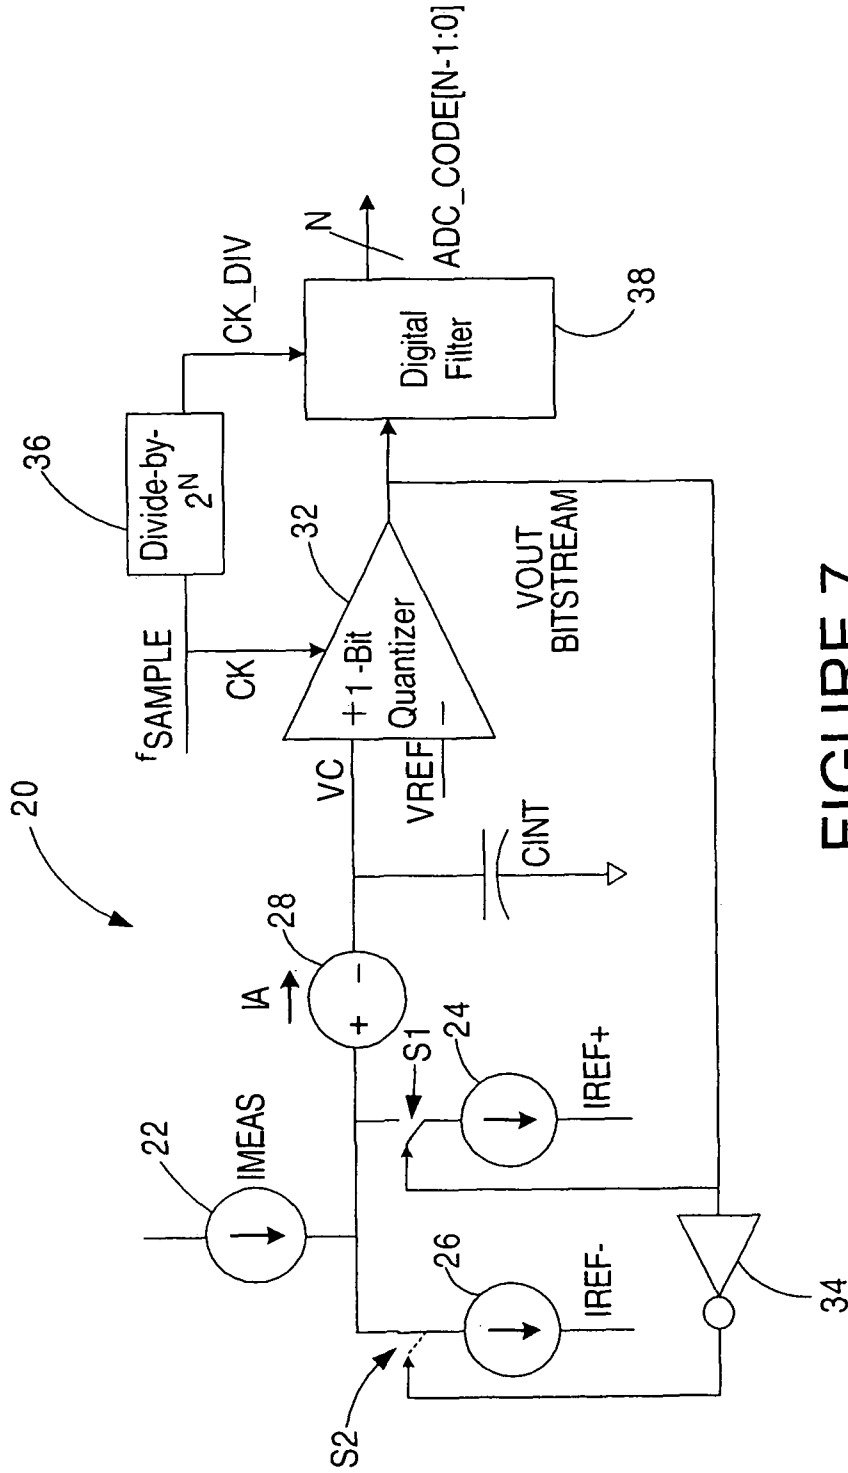 20
36
Divide-by-
2^N
fSAMPLE
CK
CK_DIV
32
+ 1-Bit
Quantizer
−
VC
VREF
Digital
Filter
38
N
ADC_CODE[N-1:0]
VOUT
BITSTREAM
22
IMEAS
IA
28
+ −
CINT
S1
24
IREF+
S2
26
IREF-
34
FIGURE 7